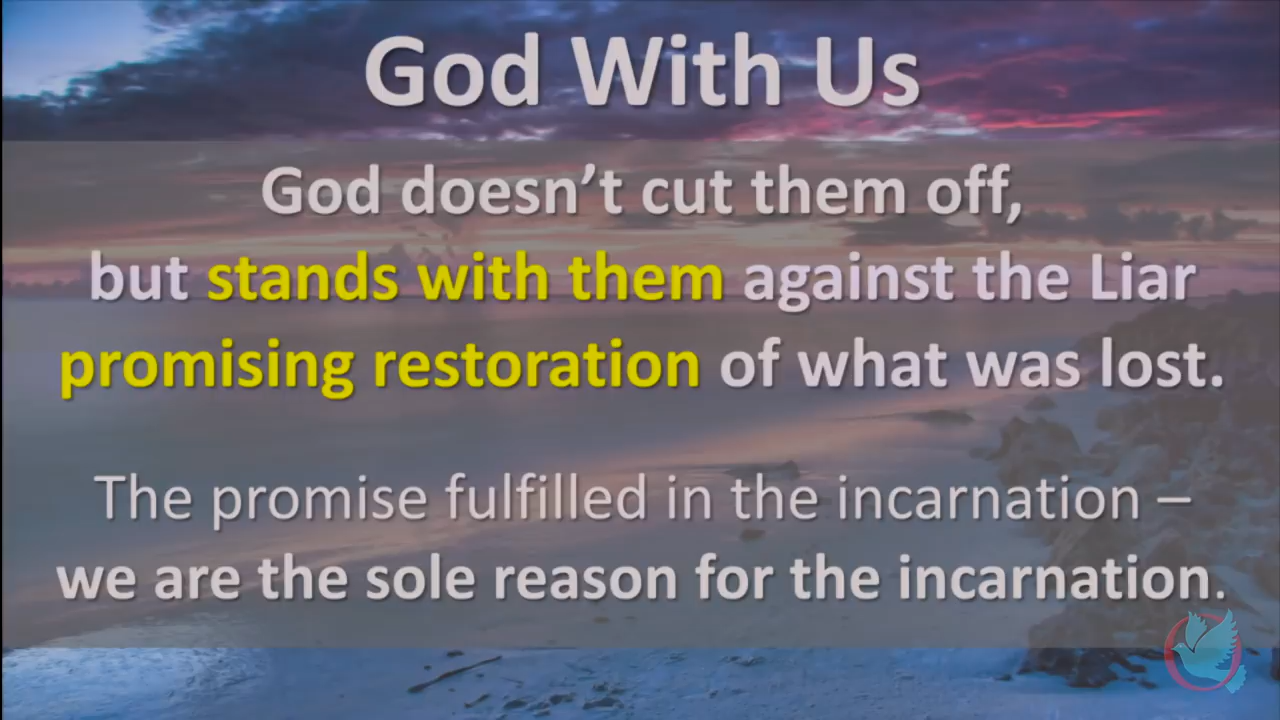 God With Us
God doesn’t cut them off,
but stands with them against the Liar
promising restoration of what was lost.
The promise fulfilled in the incarnation –
we are the sole reason for the incarnation.